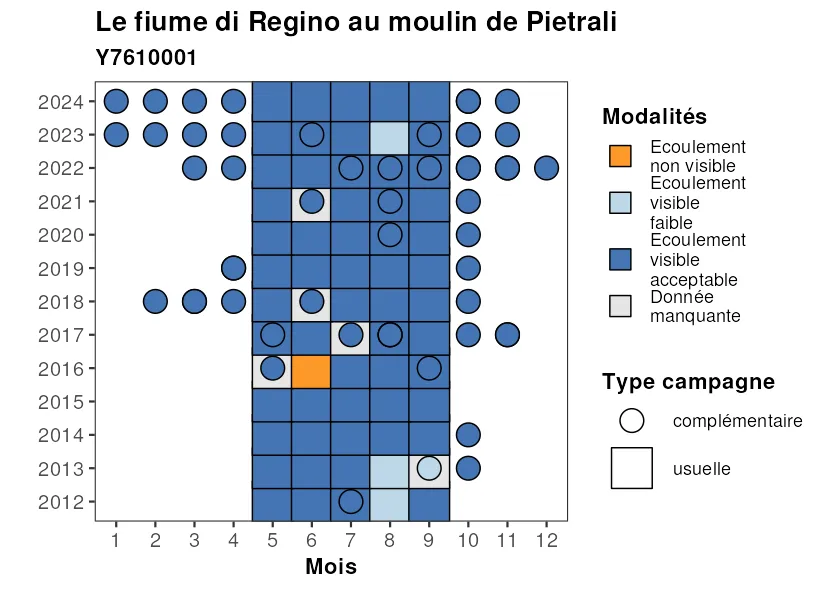 Le fiume di Regino au moulin de Pietrali
Y7610001
2024
2023
2022
2021
2020
2019
2018
2017
2016
2015
2014
2013
2012
1 2 3 4 5 6 7 8 9 10 11 12
Mois
Modalités
Ecoulement
non visible
Ecoulement
visible
faible
Ecoulement
visible
acceptable
Donnée
manquante
Type campagne
complémentaire
usuelle